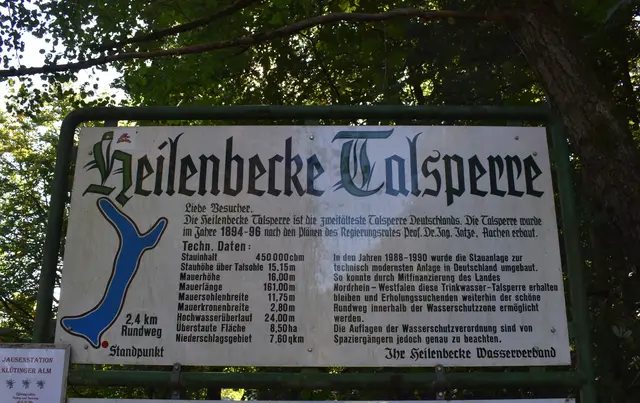 Heilenbecke Talsperre
Liebe Besucher.
Die Heilenbecke Talsperre ist die zweitälteste Talsperre Deutschlands. Die Talsperre wurde
im Jahre 1894-96 nach den Plänen des Regierungsrates Prof. Dr. Ing. Intze, Aachen erbaut.
Techn. Daten:
Stauinhalt 450 000 cbm
Stauhöhe über Talsohle 15,15 m
Mauerhöhe 18,00 m
Mauerlänge 161,00 m
Mauersohlenbreite 11,75 m
Mauerkronenbreite 2,80 m
Hochwasserüberlauf 24,00 m
Überstaute Fläche 8,50 ha
Niederschlagsgebiet 7,60 qkm
In den Jahren 1988-1990 wurde die Stauanlage zur
technisch modernsten Anlage in Deutschland umgebaut.
So konnte durch Mitfinanzierung des Landes
Nordrhein - Westfalen diese Trinkwasser-Talsperre erhalten
bleiben und Erholungssuchenden weiterhin der schöne
Rundweg innerhalb der Wasserschutzzone ermöglicht
werden.
Die Auflagen der Wasserschutzverordnung sind von
Spaziergängern jedoch genau zu beachten.
Ihr Heilenbecke Wasserverband
2,4 km
Rundweg
Standpunkt
JAUSENSTATION
KLÜTINGER ALM